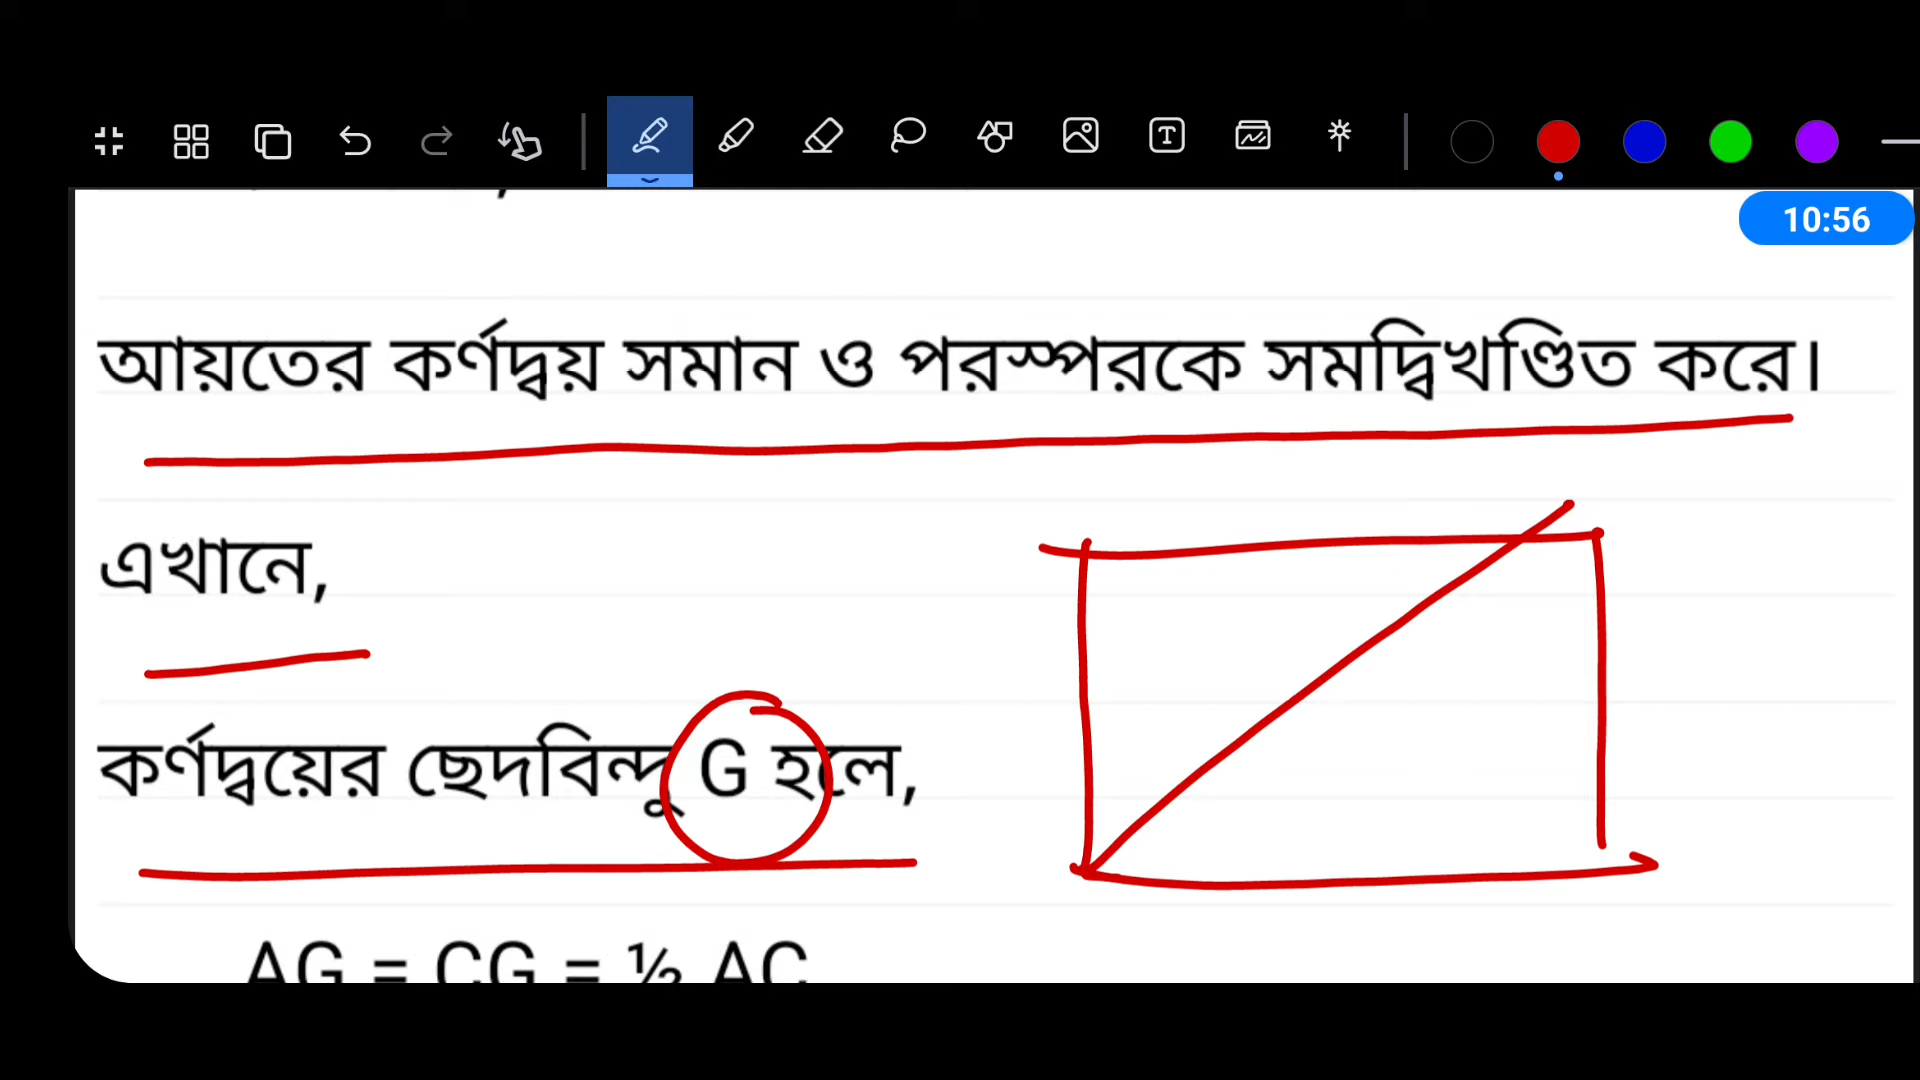 10:56
আয়তের কর্ণদ্বয় সমান ও পরস্পরকে সমদ্বিখণ্ডিত করে।
এখানে,
কর্ণদ্বয়ের ছেদবিন্দু G হলে,
AG = CG = ½ AC